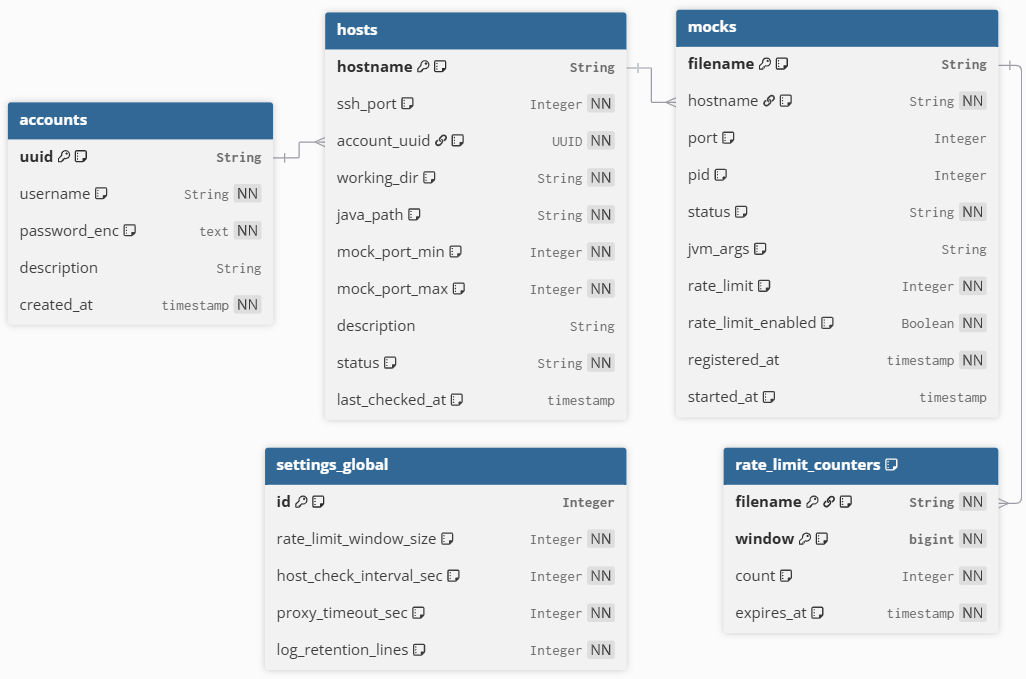 accounts
uuid String
username String NN
password_enc text NN
description String
created_at timestamp NN
hosts
hostname String
ssh_port Integer NN
account_uuid UUID NN
working_dir String NN
java_path String NN
mock_port_min Integer NN
mock_port_max Integer NN
description String
status String NN
last_checked_at timestamp
mocks
filename String
hostname String NN
port Integer
pid Integer
status String NN
jvm_args String
rate_limit Integer NN
rate_limit_enabled Boolean NN
registered_at timestamp NN
started_at timestamp
settings_global
id Integer
rate_limit_window_size Integer NN
host_check_interval_sec Integer NN
proxy_timeout_sec Integer NN
log_retention_lines Integer NN
rate_limit_counters
filename String NN
window bigint NN
count Integer NN
expires_at timestamp NN